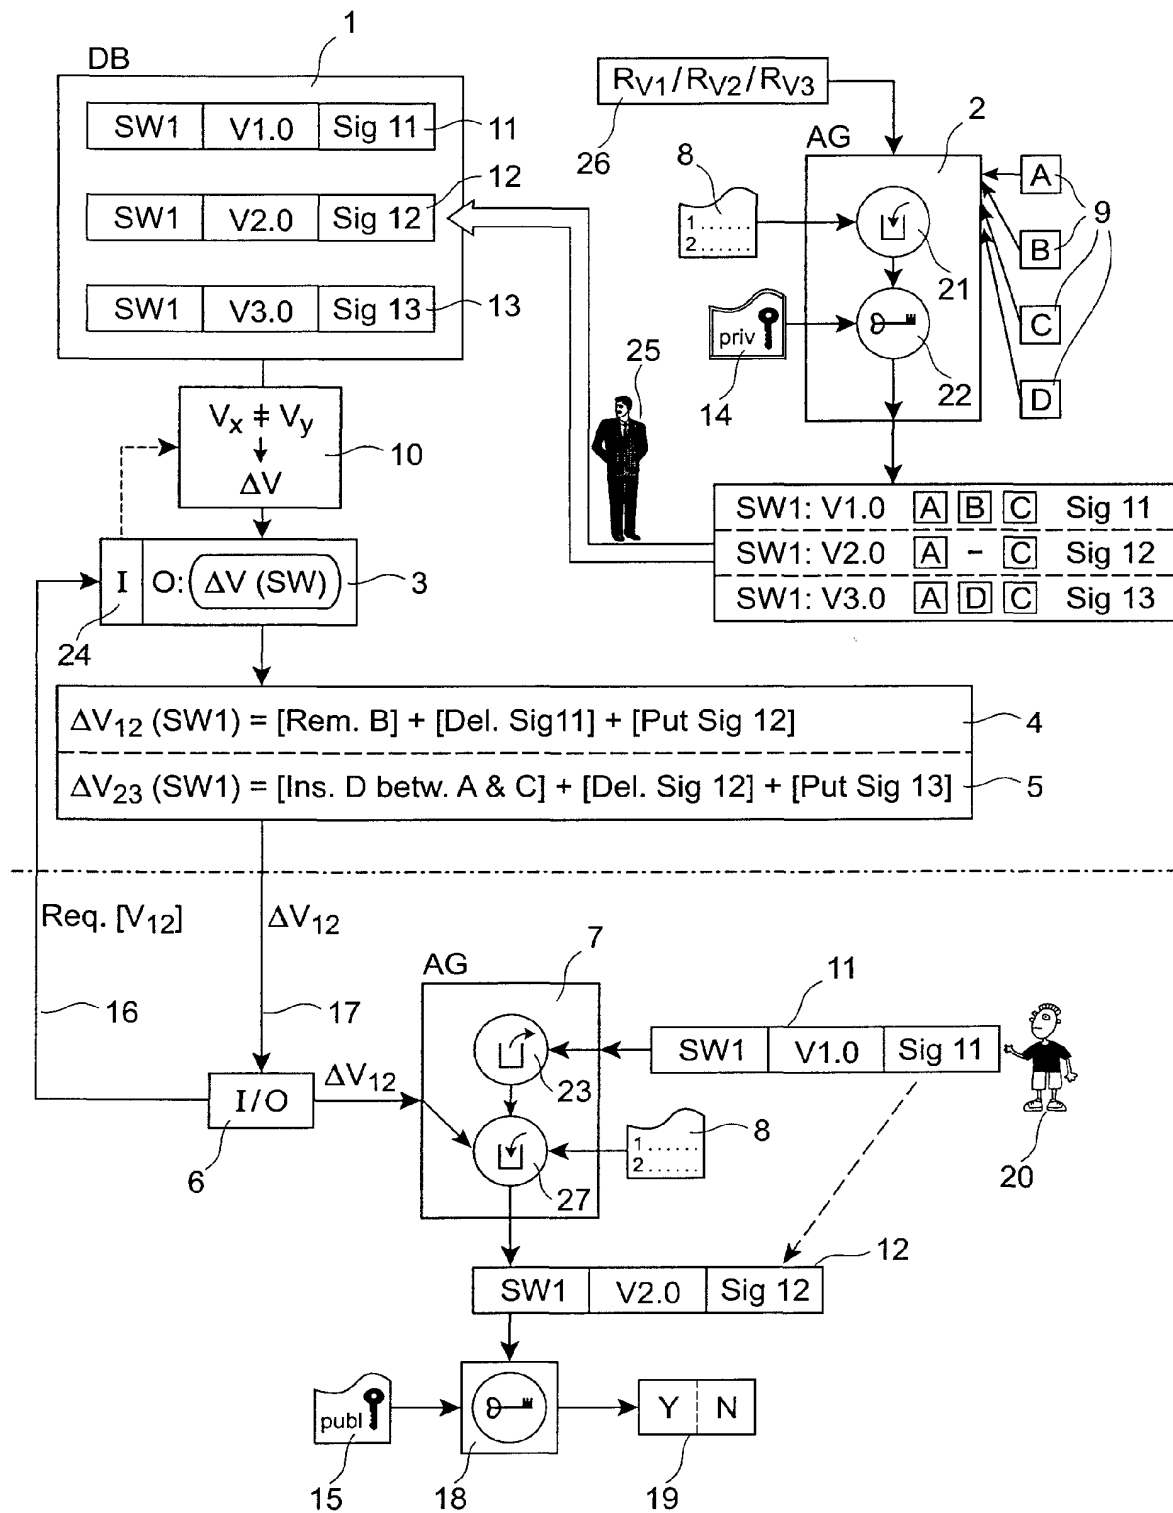 1
DB
SW1 V1.0 Sig 11
11
12
SW1 V2.0 Sig 12
SW1 V3.0 Sig 13
13
RV1/RV2/RV3
26
2
AG
8
1 ......
2 ......
A
B
C
D
9
21
priv
14
22
25
Vx ≠ Vy
ΔV
10
I O: ΔV (SW)
3
24
SW1: V1.0 A B C Sig 11
SW1: V2.0 A - C Sig 12
SW1: V3.0 A D C Sig 13
ΔV12 (SW1) = [Rem. B] + [Del. Sig11] + [Put Sig 12]
4
ΔV23 (SW1) = [Ins. D betw. A & C] + [Del. Sig 12] + [Put Sig 13]
5
Req. [V12]
ΔV12
16
17
7
AG
11
SW1 V1.0 Sig 11
23
20
I/O
ΔV12
6
8
1 ......
2 ......
27
12
SW1 V2.0 Sig 12
publ
15
18
Y N
19